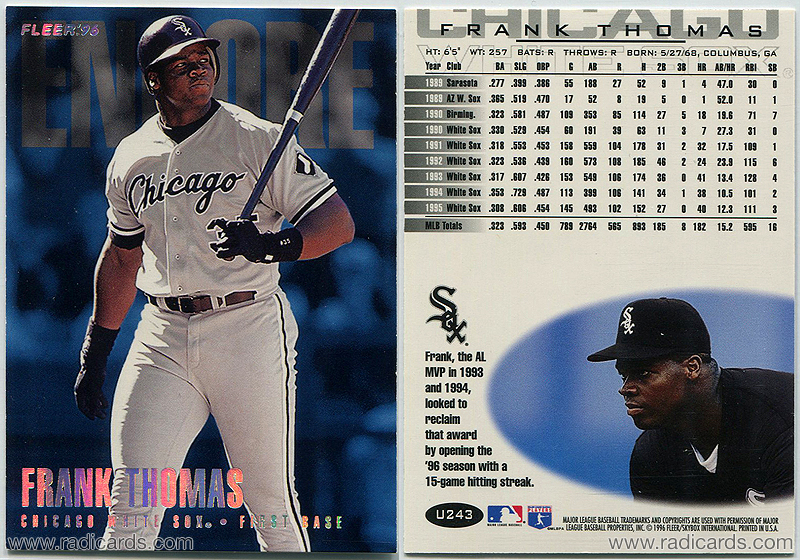 FLEER'96
ENCORE
Chicago
FRANK THOMAS
CHICAGO WHITE SOX® • FIRST BASE
www.radicards.com
CHICAGO
FRANK THOMAS
HT: 6'5" WT: 257 BATS: R THROWS: R BORN: 5/27/68, COLUMBUS, GA
Year Club BA SLG OBP G AB R H 2B 3B HR AB/HR RBI SB
1989 Sarasota .277 .399 .386 55 188 27 52 9 1 4 47.0 30 0
1989 AZ W. Sox .365 .519 .470 17 52 8 19 5 0 1 52.0 11 1
1990 Birming. .323 .581 .487 109 353 85 114 27 5 18 19.6 71 7
1990 White Sox .330 .529 .454 60 191 39 63 11 3 7 27.3 31 0
1991 White Sox .318 .553 .453 158 559 104 178 31 2 32 17.5 109 1
1992 White Sox .323 .536 .439 160 573 108 185 46 2 24 23.9 115 6
1993 White Sox .317 .607 .426 153 549 106 174 36 0 41 13.4 128 4
1994 White Sox .353 .729 .487 113 399 106 141 34 1 38 10.5 101 2
1995 White Sox .308 .606 .454 145 493 102 152 27 0 40 12.3 111 3
MLB Totals .323 .593 .450 789 2764 565 893 185 8 182 15.2 595 16
Sox
Sox
Frank, the AL
MVP in 1993
and 1994,
looked to
reclaim
that award
by opening the
'96 season with a
15-game hitting streak.
U243
MAJOR LEAGUE BASEBALL
PLAYERS
©MLBPA
MAJOR LEAGUE BASEBALL TRADEMARKS AND COPYRIGHTS ARE USED WITH PERMISSION OF MAJOR
LEAGUE BASEBALL PROPERTIES, INC. © 1996 FLEER/SKYBOX INTERNATIONAL. PRINTED IN U.S.A.
www.radicards.com